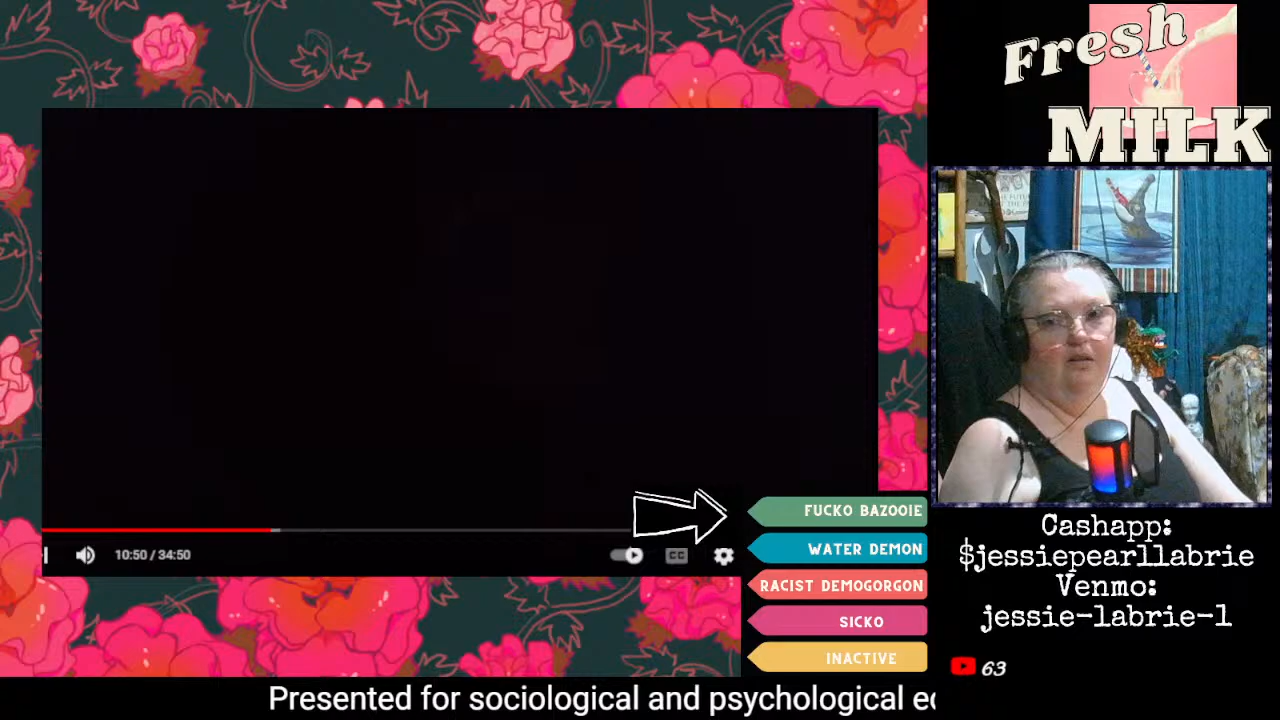 Fresh
MILK
10:50 / 34:50
CC
FUCKO BAZOOIE
WATER DEMON
RACIST DEMOGORGON
SICKO
INACTIVE
Cashapp:
$jessiepearllabrie
Venmo:
jessie-labrie-1
63
Presented for sociological and psychological